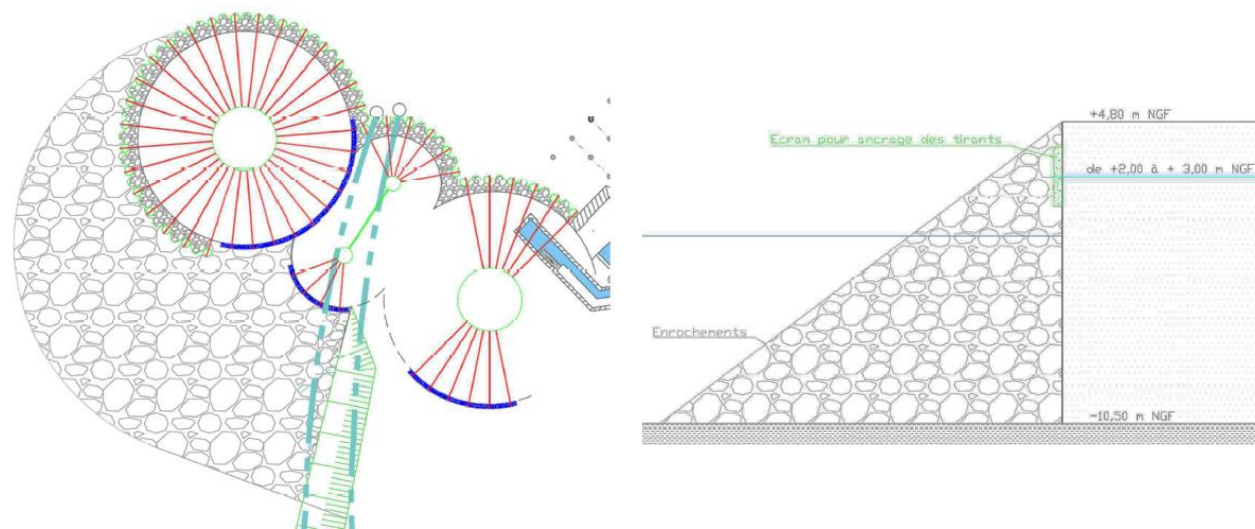 +4,80 m NGF
Ecran pour ancrage des tirants
de +2,00 à + 3,00 m NGF
Enrochements
-10,50 m NGF